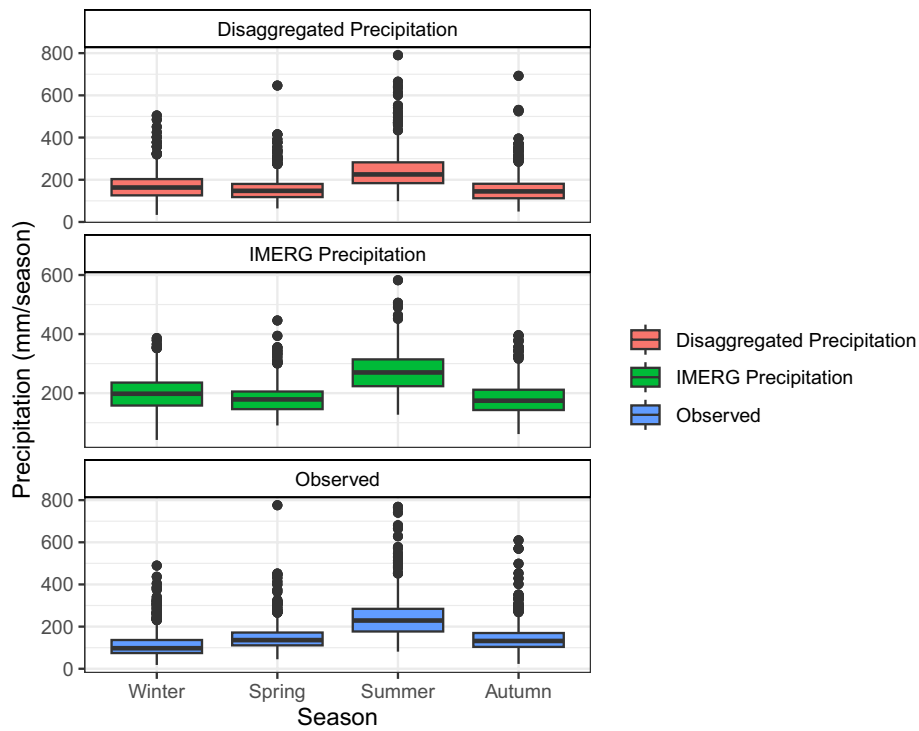 Disaggregated Precipitation
800
600
400
200
0
IMERG Precipitation
600
400
200
Observed
800
600
400
200
0
Winter Spring Summer Autumn
Season
Precipitation (mm/season)
Disaggregated Precipitation
IMERG Precipitation
Observed